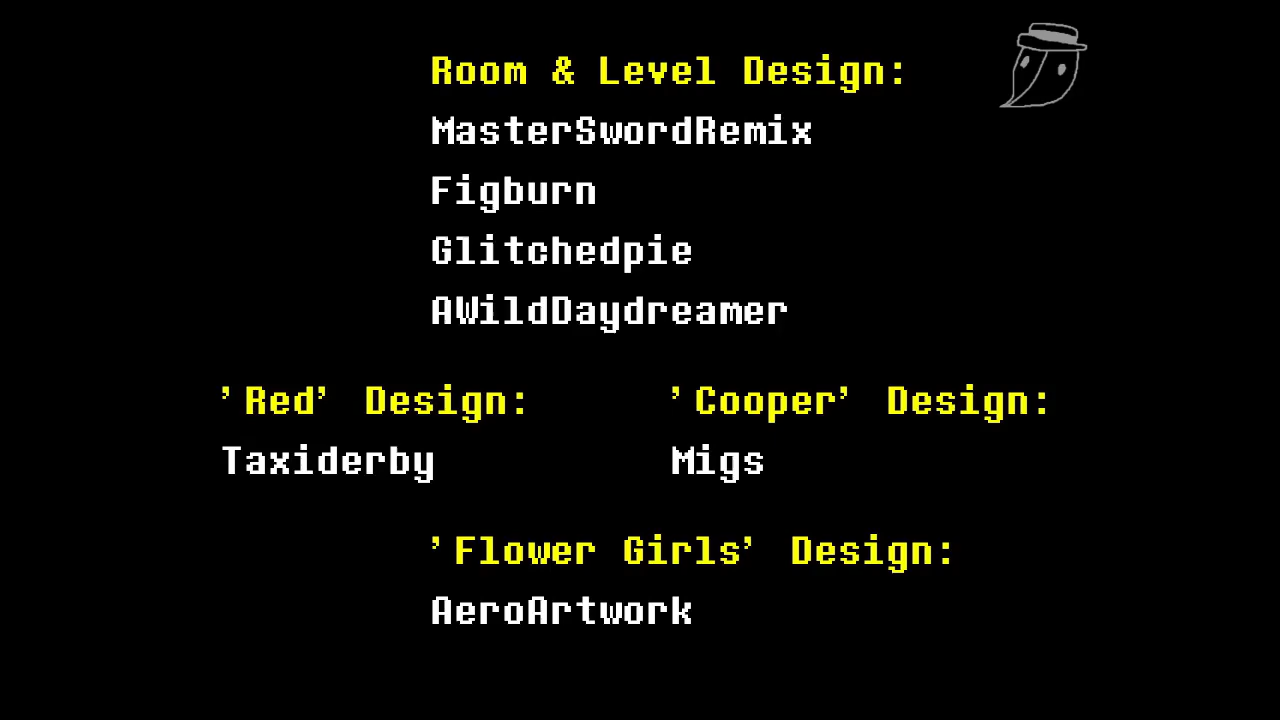 Room & Level Design:
MasterSwordRemix
Figburn
Glitchedpie
AWildDaydreamer
'Red' Design:
Taxiderby
'Cooper' Design:
Migs
'Flower Girls' Design:
AeroArtwork